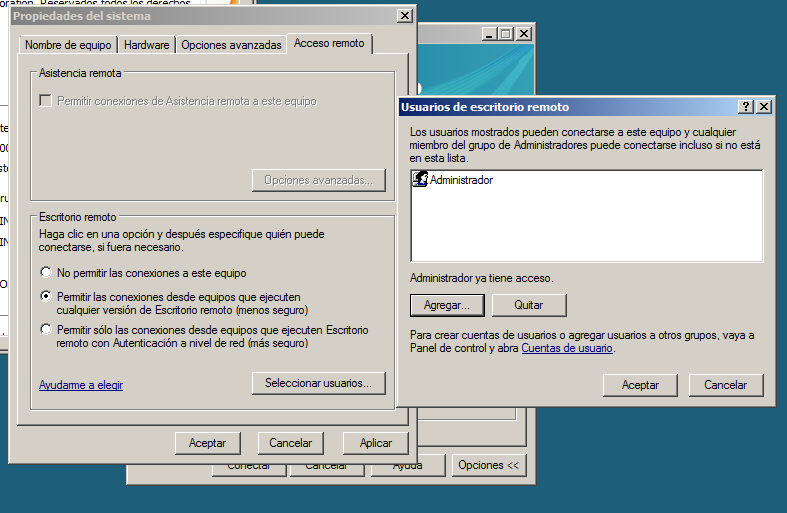 oration. Reservados todos los derechos.
Propiedades del sistema
Nombre de equipo
Hardware
Opciones avanzadas
Acceso remoto
Asistencia remota
Permitir conexiones de Asistencia remota a este equipo
Opciones avanzadas...
Escritorio remoto
Haga clic en una opción y después especifique quién puede
conectarse, si fuera necesario.
No permitir las conexiones a este equipo
Permitir las conexiones desde equipos que ejecuten
cualquier versión de Escritorio remoto (menos seguro)
Permitir sólo las conexiones desde equipos que ejecuten Escritorio
remoto con Autenticación a nivel de red (más seguro)
Ayudarme a elegir
Seleccionar usuarios...
Aceptar
Cancelar
Aplicar
Usuarios de escritorio remoto
Los usuarios mostrados pueden conectarse a este equipo y cualquier
miembro del grupo de Administradores puede conectarse incluso si no está
en esta lista.
Administrador
Administrador ya tiene acceso.
Agregar...
Quitar
Para crear cuentas de usuarios o agregar usuarios a otros grupos, vaya a
Panel de control y abra Cuentas de usuario.
Aceptar
Cancelar
Conectar
Cancelar
Ayuda
Opciones <<